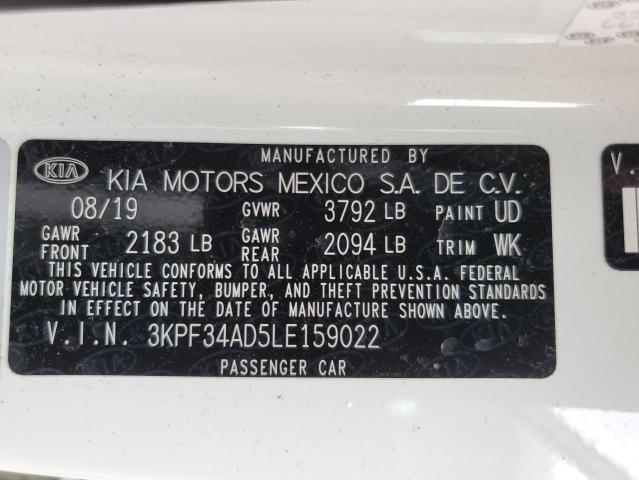 MANUFACTURED BY
KIA KIA MOTORS MEXICO S.A. DE C.V.
08/19 GVWR 3792 LB PAINT UD
GAWR FRONT 2183 LB GAWR REAR 2094 LB TRIM WK
THIS VEHICLE CONFORMS TO ALL APPLICABLE U.S.A. FEDERAL
MOTOR VEHICLE SAFETY, BUMPER, AND THEFT PREVENTION STANDARDS
IN EFFECT ON THE DATE OF MANUFACTURE SHOWN ABOVE.
V.I.N. 3KPF34AD5LE159022
PASSENGER CAR
V.